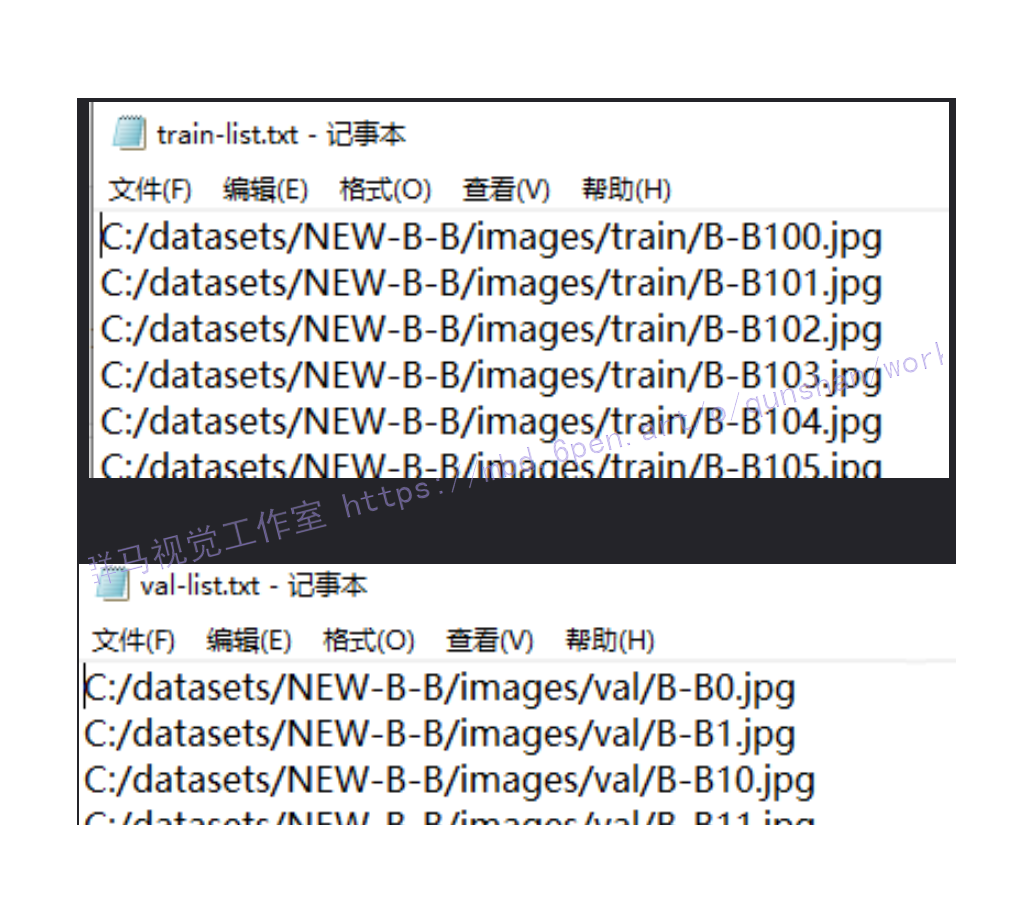 train-list.txt - 记事本
文件(F) 编辑(E) 格式(O) 查看(V) 帮助(H)
C:/datasets/NEW-B-B/images/train/B-B100.jpg
C:/datasets/NEW-B-B/images/train/B-B101.jpg
C:/datasets/NEW-B-B/images/train/B-B102.jpg
C:/datasets/NEW-B-B/images/train/B-B103.jpg
C:/datasets/NEW-B-B/images/train/B-B104.jpg
C:/datasets/NEW-B-B/images/train/B-B105.jpg
马视觉工作室 https://mbd.6pen.art/o/qunshan/work
val-list.txt - 记事本
文件(F) 编辑(E) 格式(O) 查看(V) 帮助(H)
C:/datasets/NEW-B-B/images/val/B-B0.jpg
C:/datasets/NEW-B-B/images/val/B-B1.jpg
C:/datasets/NEW-B-B/images/val/B-B10.jpg
C:/datasets/NEW-B-B/images/val/B-B11.jpg